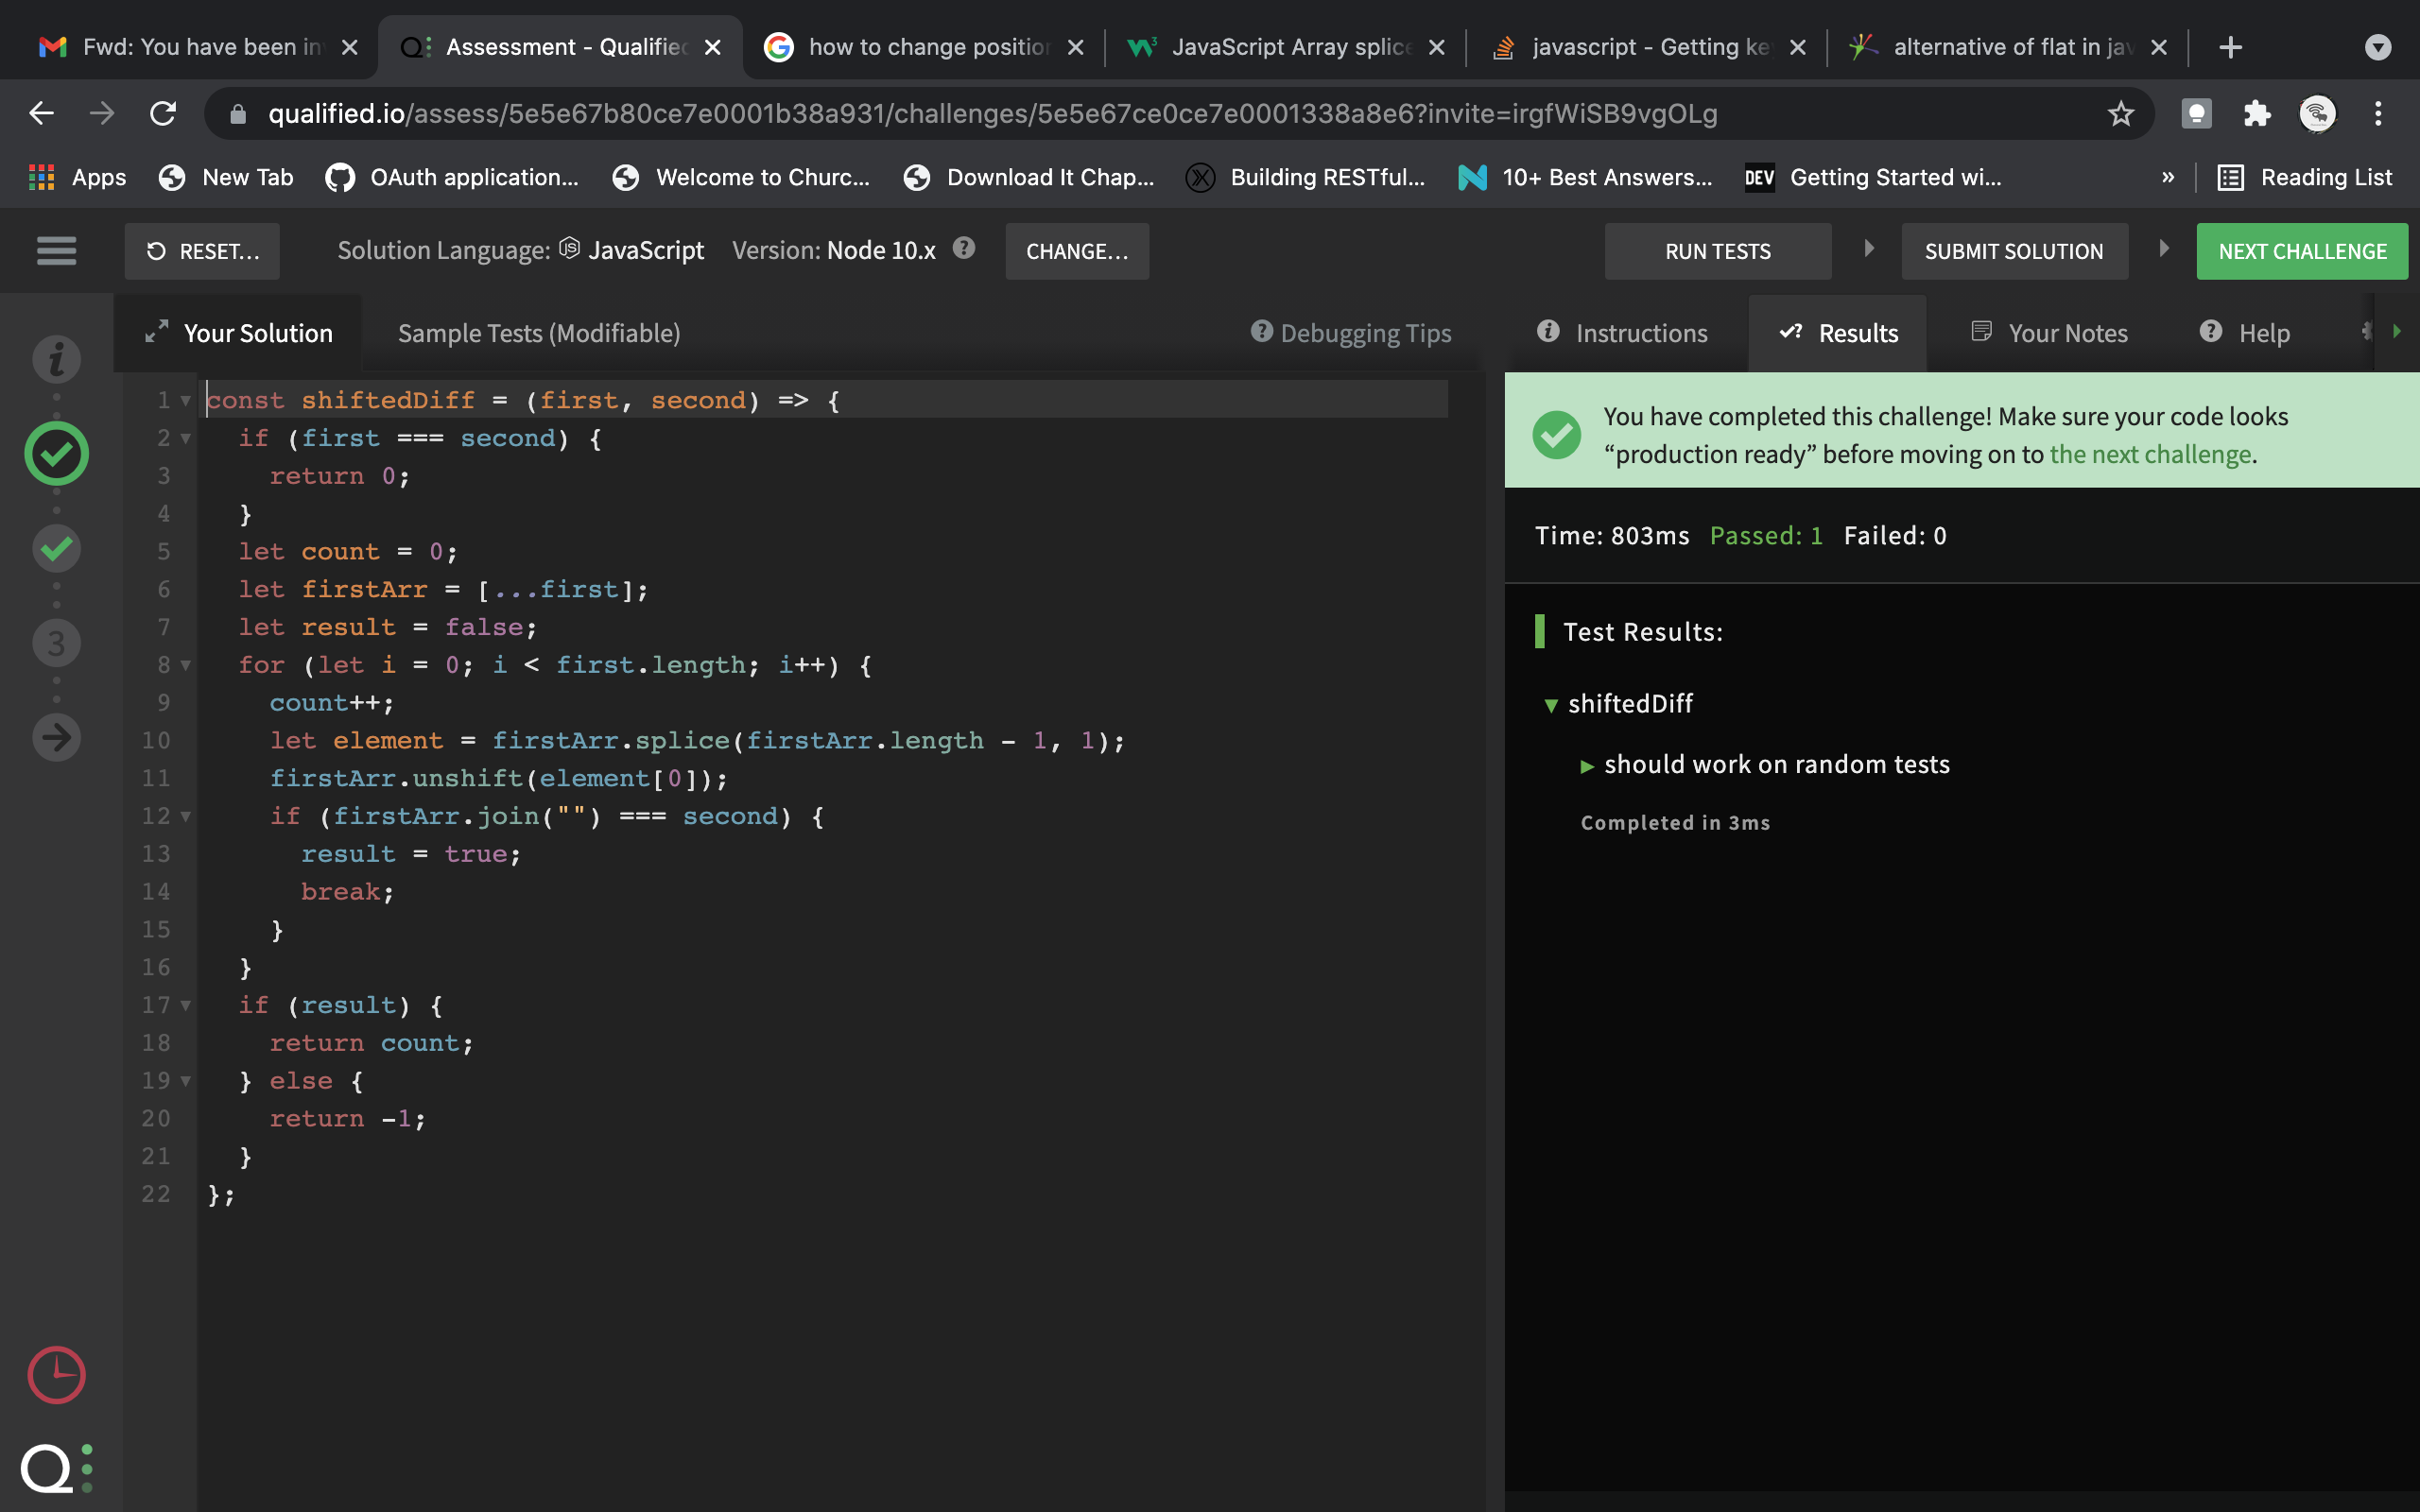 Fwd: You have been in
Assessment - Qualified
how to change position
JavaScript Array splice
javascript - Getting key
alternative of flat in jav
qualified.io/assess/5e5e67b80ce7e0001b38a931/challenges/5e5e67ce0ce7e0001338a8e6?invite=irgfWiSB9vgOLg
Apps
New Tab
OAuth application...
Welcome to Churc...
Download It Chap...
Building RESTful...
10+ Best Answers...
DEV Getting Started wi...
»
Reading List
RESET...
Solution Language: JS JavaScript
Version: Node 10.x ?
CHANGE...
RUN TESTS
SUBMIT SOLUTION
NEXT CHALLENGE
Your Solution
Sample Tests (Modifiable)
? Debugging Tips
i Instructions
Results
Your Notes
? Help
i
3
1 const shiftedDiff = (first, second) => {
2 if (first === second) {
3 return 0;
4 }
5 let count = 0;
6 let firstArr = [...first];
7 let result = false;
8 for (let i = 0; i < first.length; i++) {
9 count++;
10 let element = firstArr.splice(firstArr.length - 1, 1);
11 firstArr.unshift(element[0]);
12 if (firstArr.join("") === second) {
13 result = true;
14 break;
15 }
16 }
17 if (result) {
18 return count;
19 } else {
20 return -1;
21 }
22 };
You have completed this challenge! Make sure your code looks
“production ready” before moving on to the next challenge.
Time: 803ms Passed: 1 Failed: 0
Test Results:
shiftedDiff
should work on random tests
Completed in 3ms